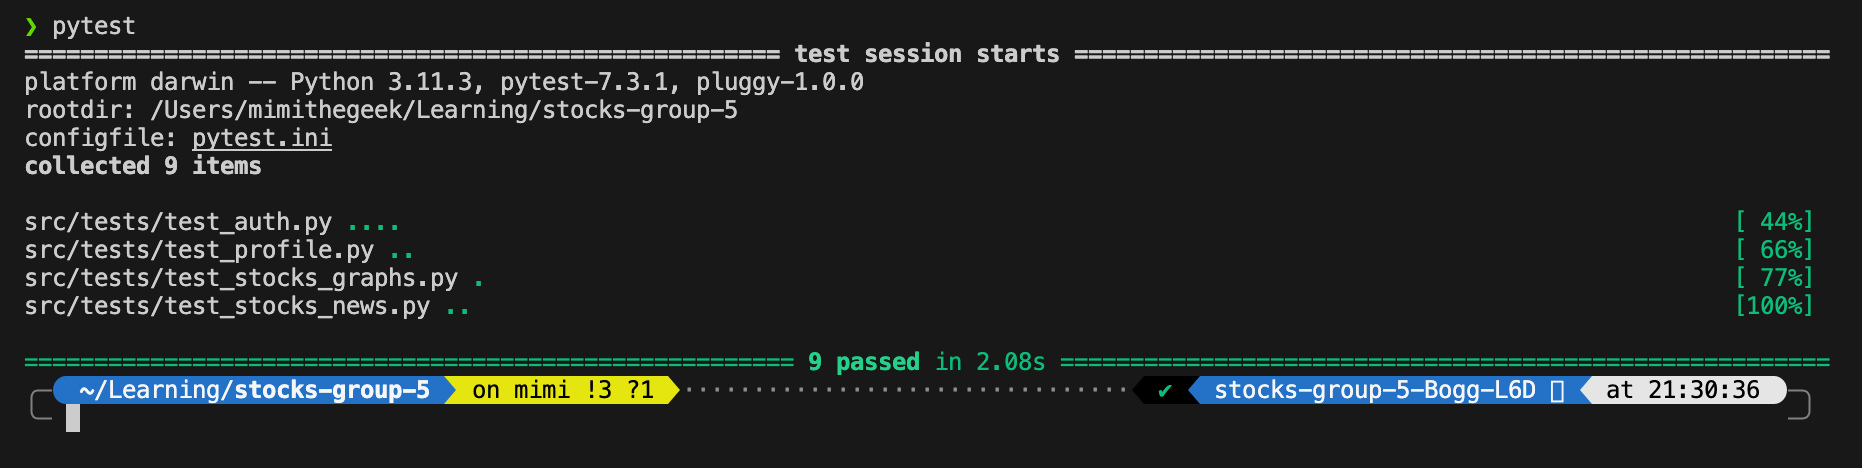 ❯ pytest
====================================================== test session starts ======================================================
platform darwin -- Python 3.11.3, pytest-7.3.1, pluggy-1.0.0
rootdir: /Users/mimithegeek/Learning/stocks-group-5
configfile: pytest.ini
collected 9 items

src/tests/test_auth.py .... [ 44%]
src/tests/test_profile.py .. [ 66%]
src/tests/test_stocks_graphs.py . [ 77%]
src/tests/test_stocks_news.py .. [100%]

======================================================= 9 passed in 2.08s =======================================================
~/Learning/stocks-group-5 on mimi !3 ?1 ································ ✔ stocks-group-5-Bogg-L6D at 21:30:36